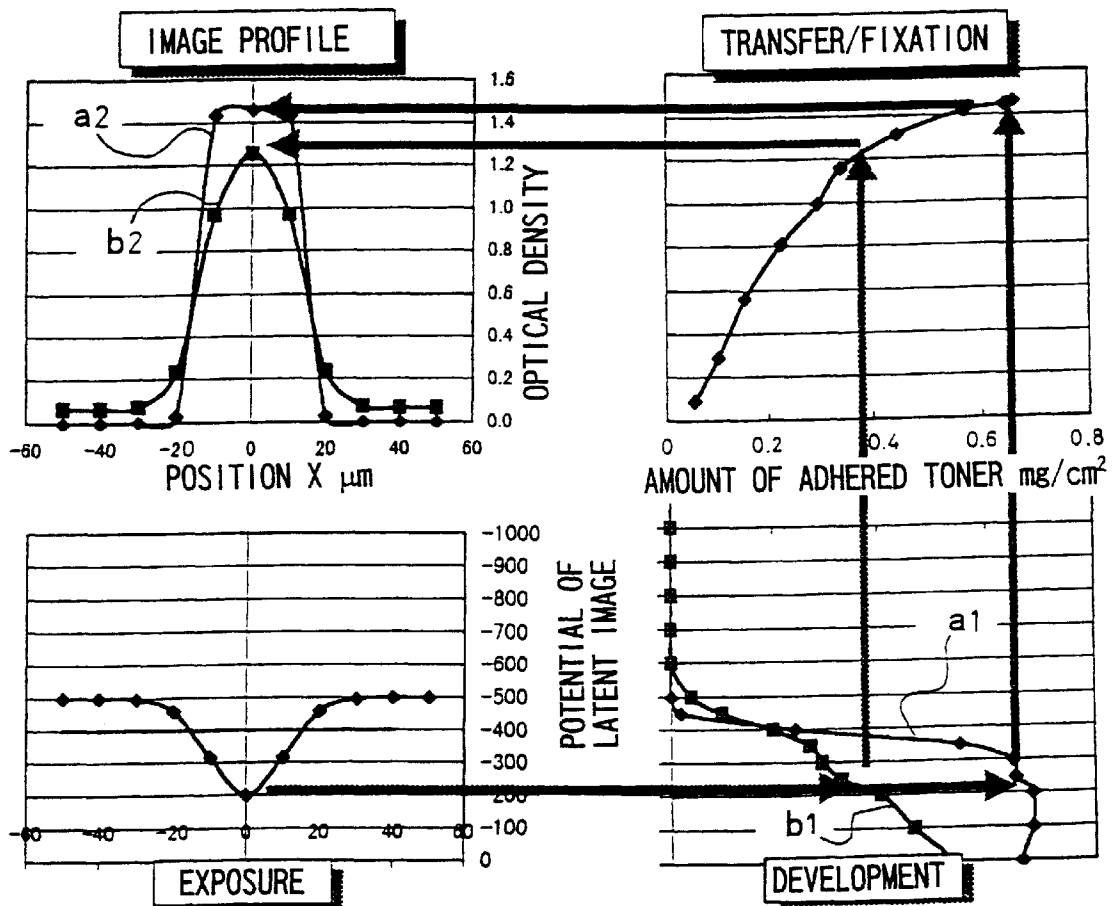 IMAGE PROFILE
TRANSFER/FIXATION
1.6
1.4
1.2
1.0
0.8
0.6
0.4
0.2
0.0
OPTICAL DENSITY
a2
b2
-60 -40 -20 0 20 40 60
POSITION X μm
0 0.2 0.4 0.6 0.8
AMOUNT OF ADHERED TONER mg/cm²
-1000
-900
-800
-700
-600
-500
-400
-300
-200
-100
0
POTENTIAL OF
LATENT IMAGE
-60 -40 -20 0 20 40 60
a1
b1
EXPOSURE
DEVELOPMENT